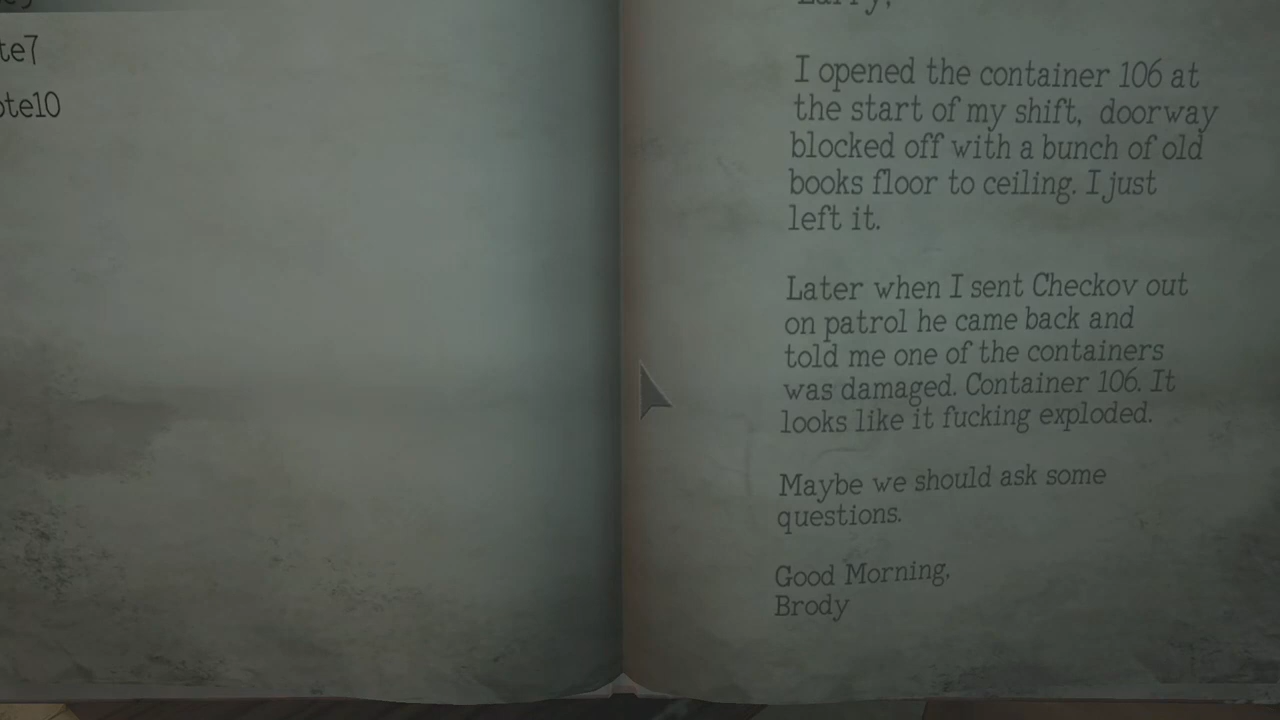 te7
ote10
Larry,
I opened the container 106 at
the start of my shift, doorway
blocked off with a bunch of old
books floor to ceiling. I just
left it.
Later when I sent Checkov out
on patrol he came back and
told me one of the containers
was damaged. Container 106. It
looks like it fucking exploded.
Maybe we should ask some
questions.
Good Morning,
Brody